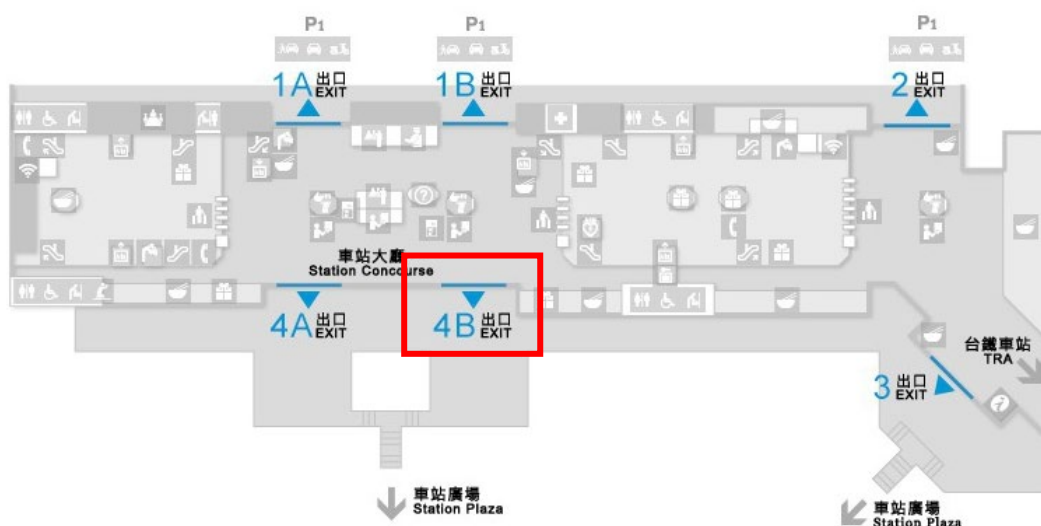 P1
P1
P1
1A 出口 EXIT
1B 出口 EXIT
2 出口 EXIT
車站大廳
Station Concourse
4A 出口 EXIT
4B 出口 EXIT
台鐵車站
TRA
3 出口 EXIT
車站廣場
Station Plaza
車站廣場
Station Plaza